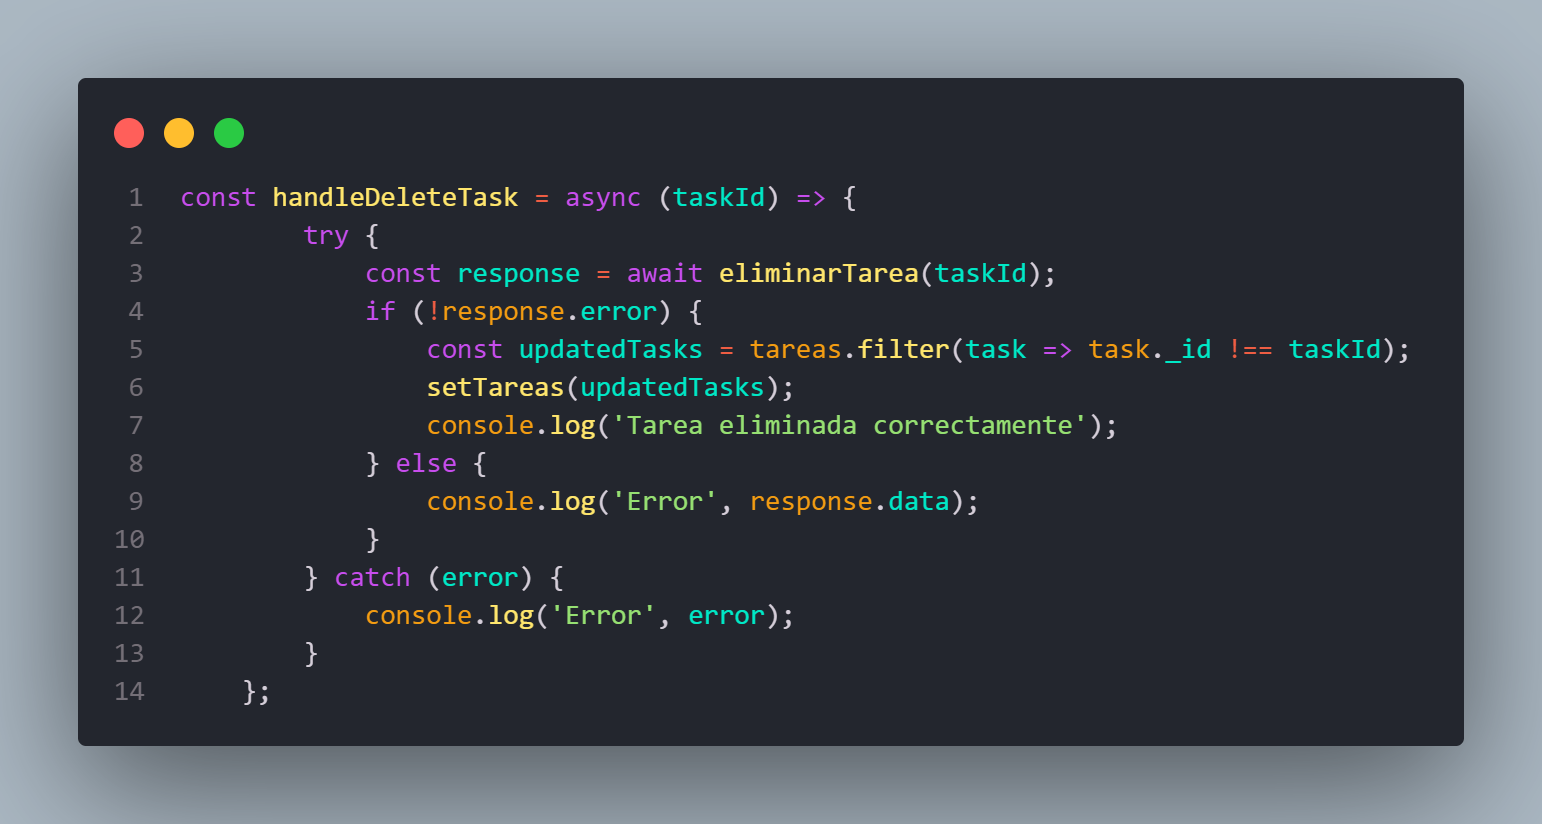 1 const handleDeleteTask = async (taskId) => {
2         try {
3             const response = await eliminarTarea(taskId);
4             if (!response.error) {
5                 const updatedTasks = tareas.filter(task => task._id !== taskId);
6                 setTareas(updatedTasks);
7                 console.log('Tarea eliminada correctamente');
8             } else {
9                 console.log('Error', response.data);
10             }
11         } catch (error) {
12             console.log('Error', error);
13         }
14     };